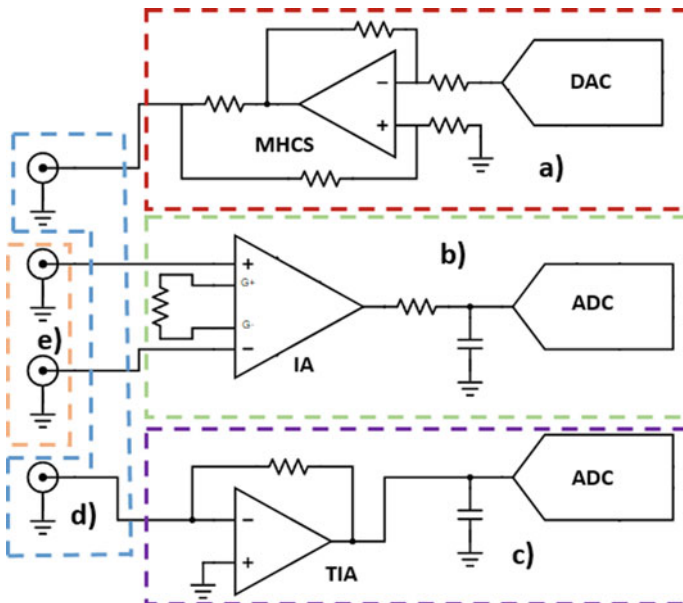 DAC
−
+
MHCS
a)
b)
+
G+
G-
−
IA
ADC
e)
d)
−
+
TIA
ADC
c)